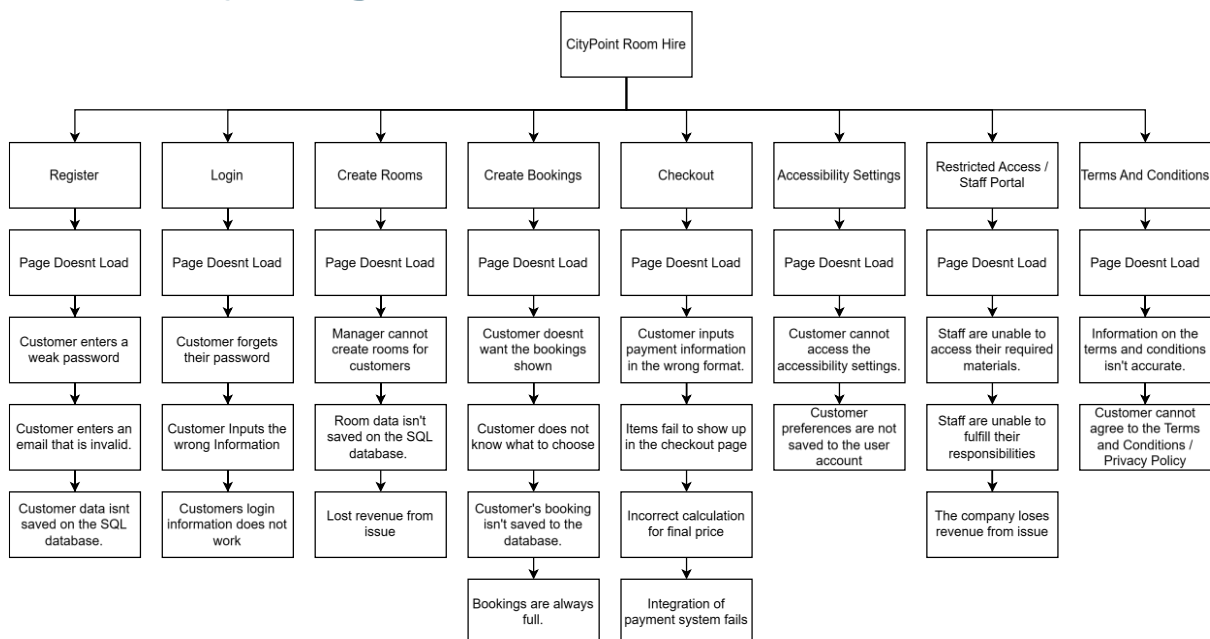 CityPoint Room Hire
Register
Login
Create Rooms
Create Bookings
Checkout
Accessibility Settings
Restricted Access /
Staff Portal
Terms And Conditions
Page Doesnt Load
Page Doesnt Load
Page Doesnt Load
Page Doesnt Load
Page Doesnt Load
Page Doesnt Load
Page Doesnt Load
Page Doesnt Load
Customer enters a
weak password
Customer forgets
their password
Manager cannot
create rooms for
customers
Customer doesnt
want the bookings
shown
Customer inputs
payment information
in the wrong format.
Customer cannot
access the
accessibility settings.
Staff are unable to
access their required
materials.
Information on the
terms and conditions
isn't accurate.
Customer enters an
email that is invalid.
Customer Inputs the
wrong Information
Room data isn't
saved on the SQL
database.
Customer does not
know what to choose
Items fail to show up
in the checkout page
Customer
preferences are not
saved to the user
account
Staff are unable to
fulfill their
responsibilities
Customer cannot
agree to the Terms
and Conditions /
Privacy Policy
Customer data isnt
saved on the SQL
database.
Customers login
information does not
work
Lost revenue from
issue
Customer's booking
isn't saved to the
database.
Incorrect calculation
for final price
The company loses
revenue from issue
Bookings are always
full.
Integration of
payment system fails